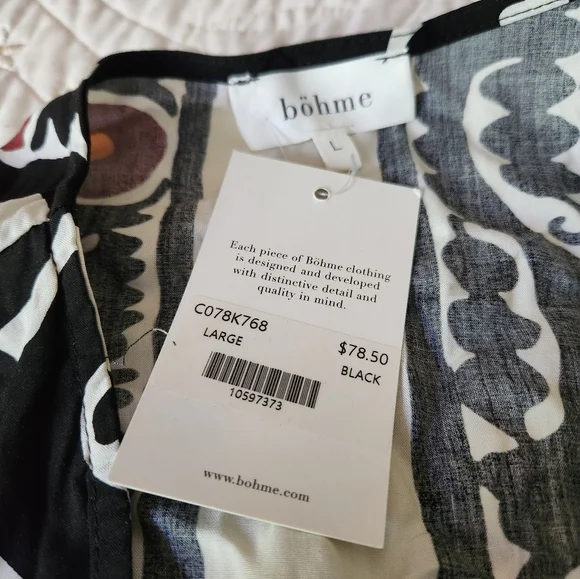 böhme
L
Each piece of Böhme clothing
is designed and developed
with distinctive detail and
quality in mind.
C078K768
LARGE
$78.50
BLACK
10597373
www.bohme.com